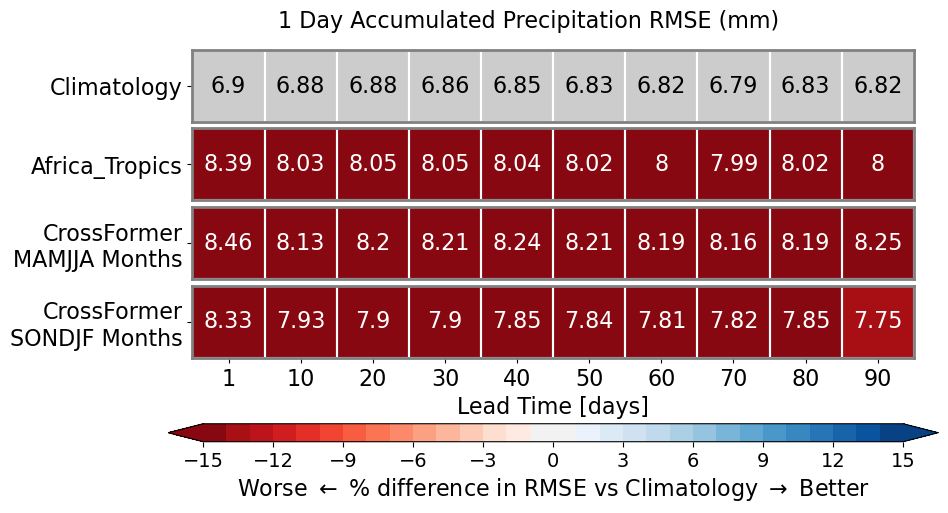 1 Day Accumulated Precipitation RMSE (mm)
Climatology 6.9 6.88 6.88 6.86 6.85 6.83 6.82 6.79 6.83 6.82
Africa_Tropics 8.39 8.03 8.05 8.05 8.04 8.02 8 7.99 8.02 8
CrossFormer
MAMJJA Months 8.46 8.13 8.2 8.21 8.24 8.21 8.19 8.16 8.19 8.25
CrossFormer
SONDJF Months 8.33 7.93 7.9 7.9 7.85 7.84 7.81 7.82 7.85 7.75
1 10 20 30 40 50 60 70 80 90
Lead Time [days]
−15 −12 −9 −6 −3 0 3 6 9 12 15
Worse ← % difference in RMSE vs Climatology → Better